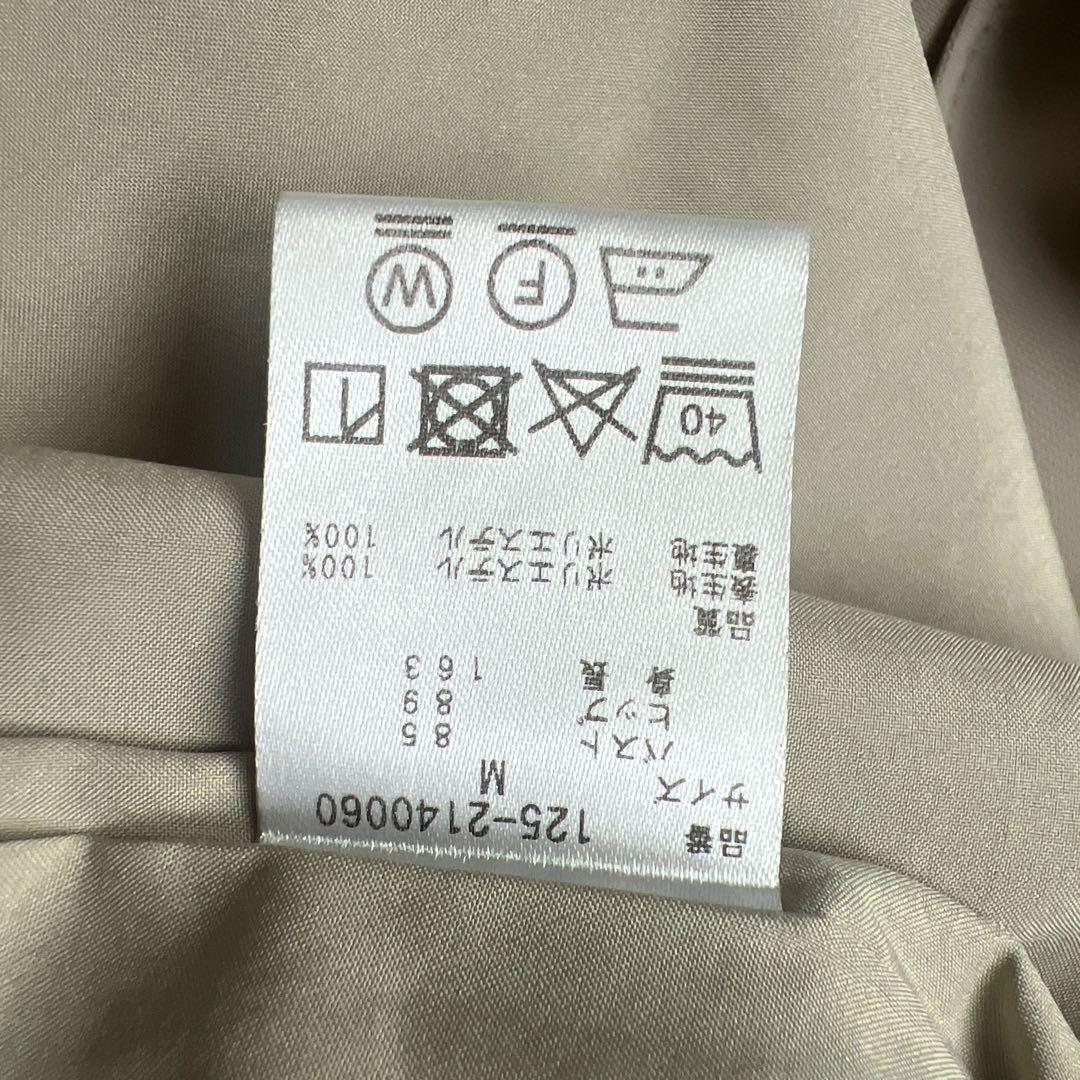 品番 125-2140060
サイズ M
バスト 85
ヒップ 89
身長 163
品質
表生地 ポリエステル 100%
裏生地 ポリエステル 100%
40
F W